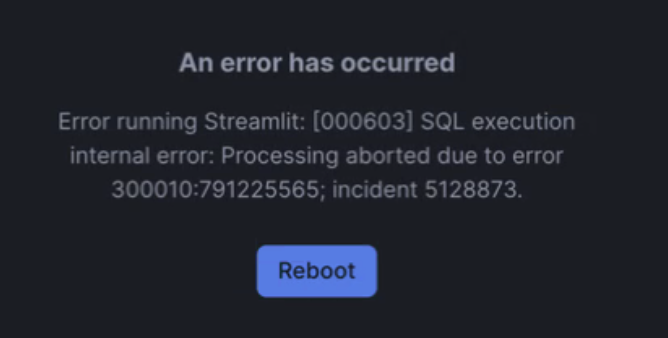 An error has occurred
Error running Streamlit: [000603] SQL execution
internal error: Processing aborted due to error
300010:791225565; incident 5128873.
Reboot